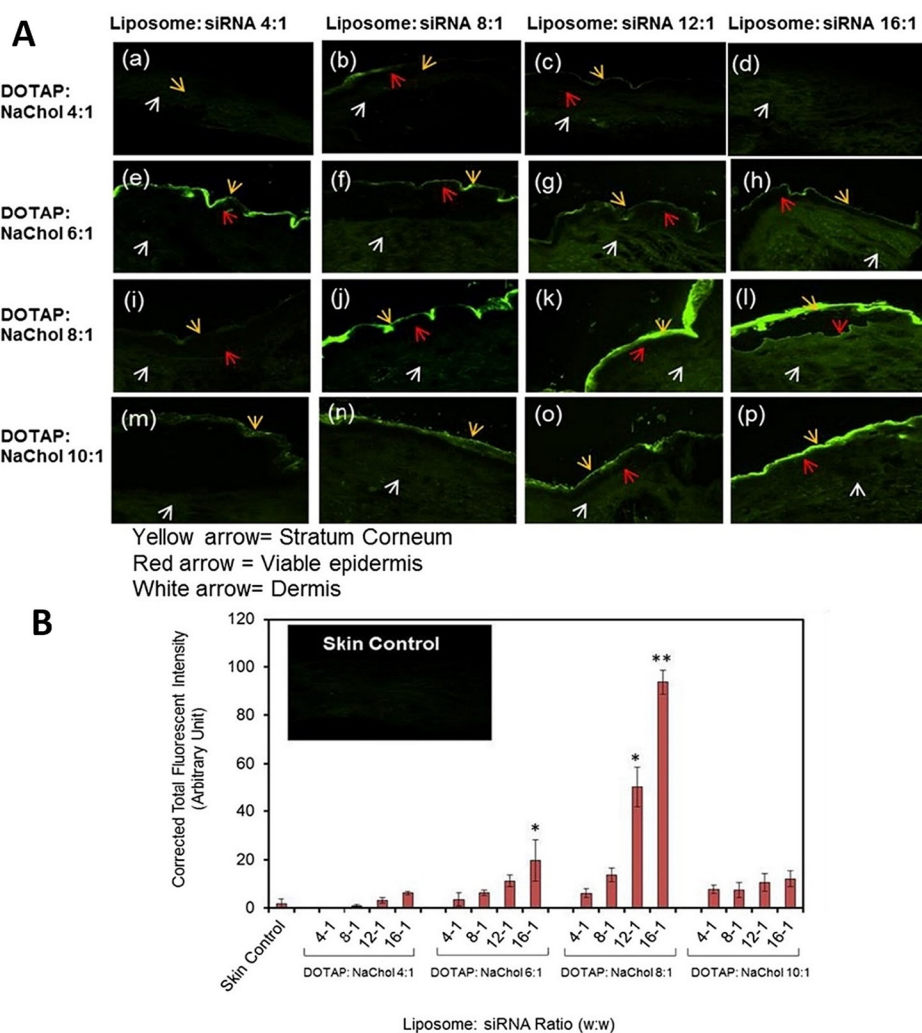 A
Liposome: siRNA 4:1
Liposome: siRNA 8:1
Liposome: siRNA 12:1
Liposome: siRNA 16:1
DOTAP:
NaChol 4:1
(a)
(b)
(c)
(d)
DOTAP:
NaChol 6:1
(e)
(f)
(g)
(h)
DOTAP:
NaChol 8:1
(i)
(j)
(k)
(l)
DOTAP:
NaChol 10:1
(m)
(n)
(o)
(p)
Yellow arrow= Stratum Corneum
Red arrow = Viable epidermis
White arrow= Dermis
B
Corrected Total Fluorescent Intensity
(Arbitrary Unit)
120
100
80
60
40
20
0
Skin Control
*
*
**
Skin Control
4-1
8-1
12-1
16-1
4-1
8-1
12-1
16-1
4-1
8-1
12-1
16-1
4-1
8-1
12-1
16-1
DOTAP: NaChol 4:1
DOTAP: NaChol 6:1
DOTAP: NaChol 8:1
DOTAP: NaChol 10:1
Liposome: siRNA Ratio (w:w)